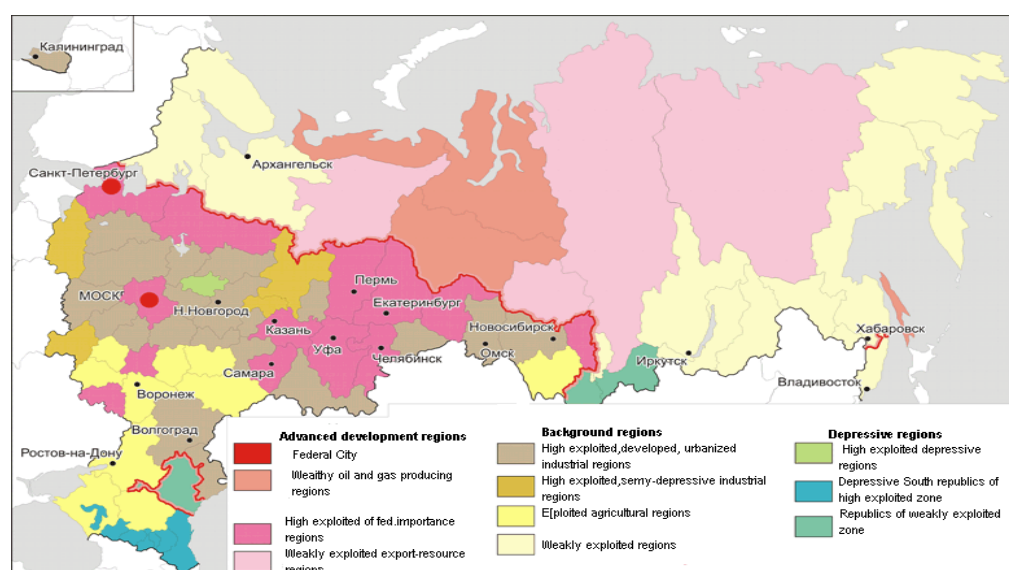 Калининград
Архангельск
Санкт-Петербург
МОСК
Н.Новгород
Казань
Пермь
Екатеринбург
Уфа
Челябинск
Самара
Воронеж
Волгоград
Ростов-на-Дону
Новосибирск
Омск
Иркутск
Хабаровск
Владивосток
Advanced development regions
Federal City
Wealthy oil and gas producing
regions
High exploited of fed.importance
regions
Weakly exploited export-resource
regions
Background regions
High exploited,developed, urbanized
industrial regions
High exploited,semy-depressive industrial
regions
E[ploited agricultural regions
Weakly exploited regions
Depressive regions
High exploited depressive
regions
Depressive South republics of
high exploited zone
Republics of weakly exploited
zone